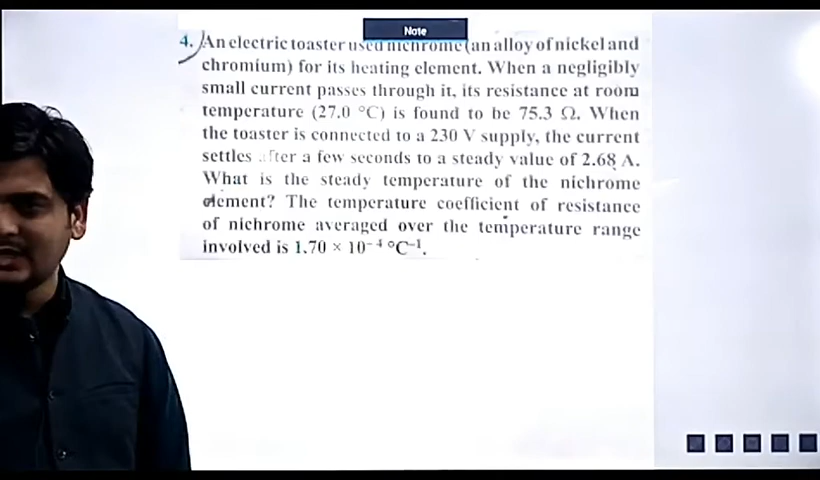 Note
4. An electric toaster used nichrome (an alloy of nickel and
chromium) for its heating element. When a negligibly
small current passes through it, its resistance at room
temperature (27.0 °C) is found to be 75.3 Ω. When
the toaster is connected to a 230 V supply, the current
settles after a few seconds to a steady value of 2.68 A.
What is the steady temperature of the nichrome
element? The temperature coefficient of resistance
of nichrome averaged over the temperature range
involved is 1.70 × 10⁻⁴ °C⁻¹.